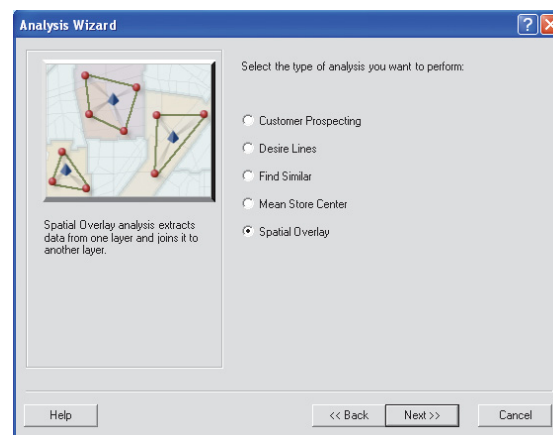 Analysis Wizard
Select the type of analysis you want to perform:
Customer Prospecting
Desire Lines
Find Similar
Mean Store Center
Spatial Overlay
Spatial Overlay analysis extracts
data from one layer and joins it to
another layer.
Help
<< Back
Next >>
Cancel